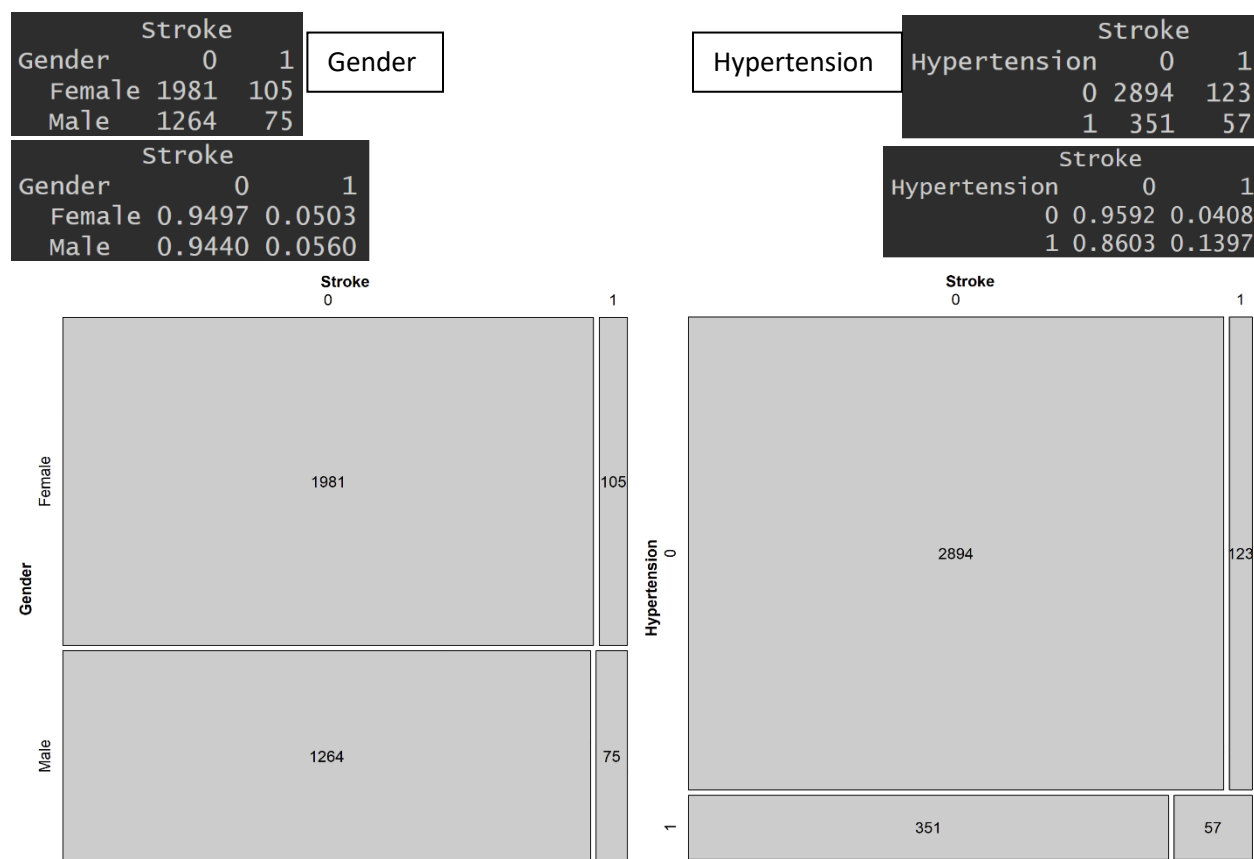 Stroke
Gender 0 1
Female 1981 105
Male 1264 75
Gender
Stroke
Gender 0 1
Female 0.9497 0.0503
Male 0.9440 0.0560
Hypertension
Stroke
Hypertension 0 1
0 2894 123
1 351 57
Stroke
Hypertension 0 1
0 0.9592 0.0408
1 0.8603 0.1397
Stroke
0 1
Gender
Female
1981 105
Male
1264 75
Stroke
0 1
Hypertension
0
2894 123
1
351 57